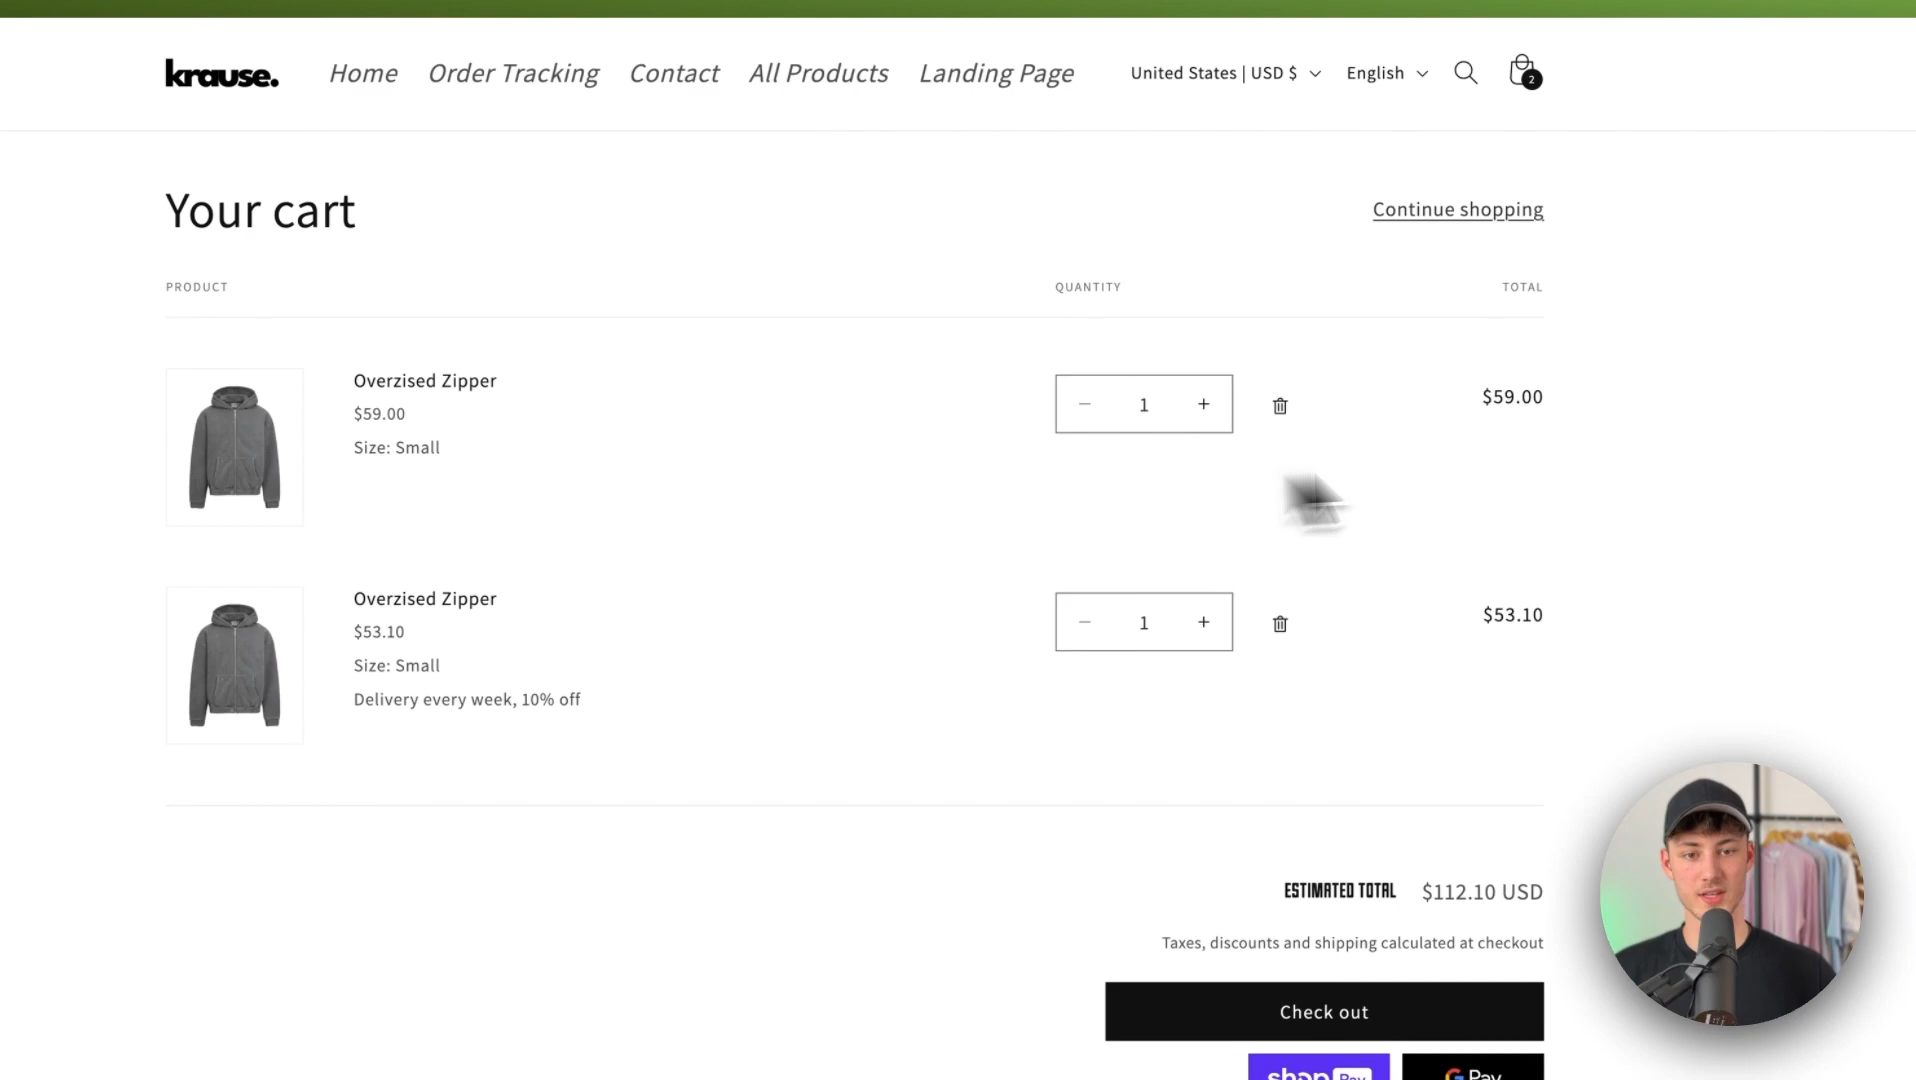 krause.
Home
Order Tracking
Contact
All Products
Landing Page
United States | USD $
English
2
Your cart
Continue shopping
PRODUCT
QUANTITY
TOTAL
Overzised Zipper
$59.00
Size: Small
1
$59.00
Overzised Zipper
$53.10
Size: Small
Delivery every week, 10% off
1
$53.10
ESTIMATED TOTAL
$112.10 USD
Taxes, discounts and shipping calculated at checkout
Check out
shop Pay
G Pay